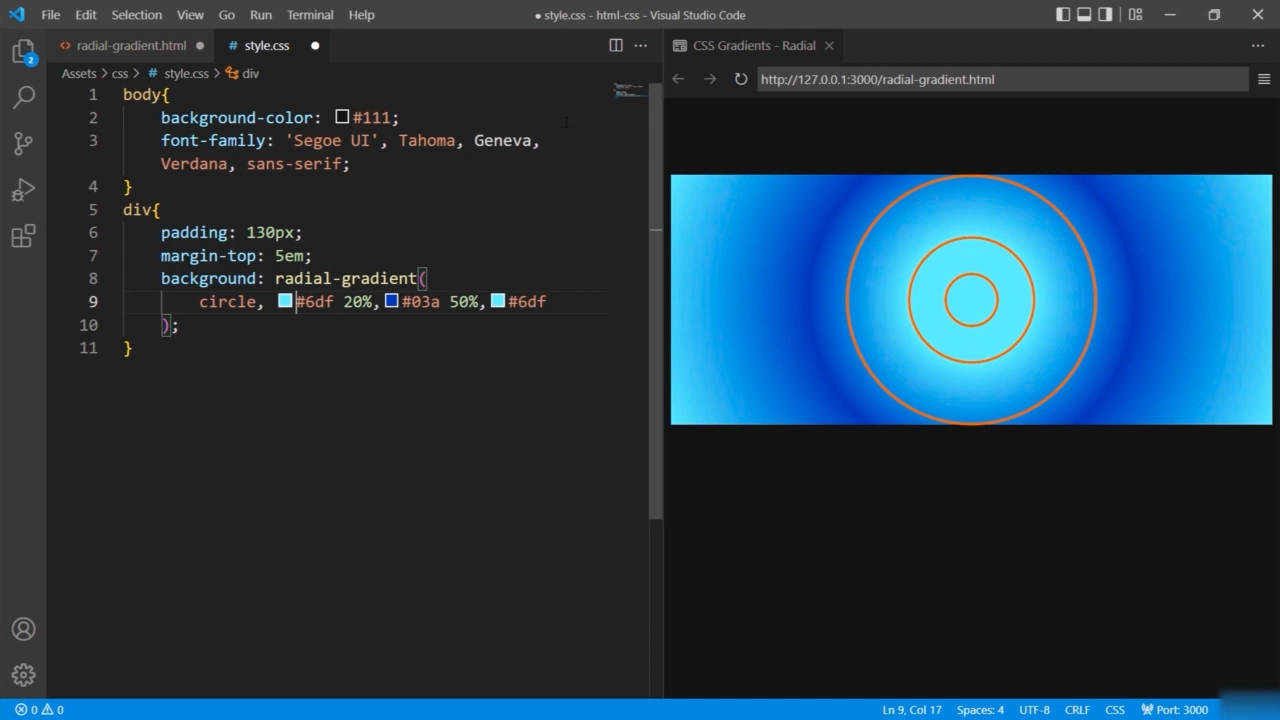 File Edit Selection View Go Run Terminal Help
● style.css - html-css - Visual Studio Code
radial-gradient.html ●
# style.css ●
CSS Gradients - Radial
Assets > css > # style.css > div
http://127.0.0.1:3000/radial-gradient.html
2
1 body{
2 background-color: #111;
3 font-family: 'Segoe UI', Tahoma, Geneva,
Verdana, sans-serif;
4 }
5 div{
6 padding: 130px;
7 margin-top: 5em;
8 background: radial-gradient(
9 circle, #6df 20%,#03a 50%,#6df
10 );
11 }
0 0
Ln 9, Col 17 Spaces: 4 UTF-8 CRLF CSS Port: 3000